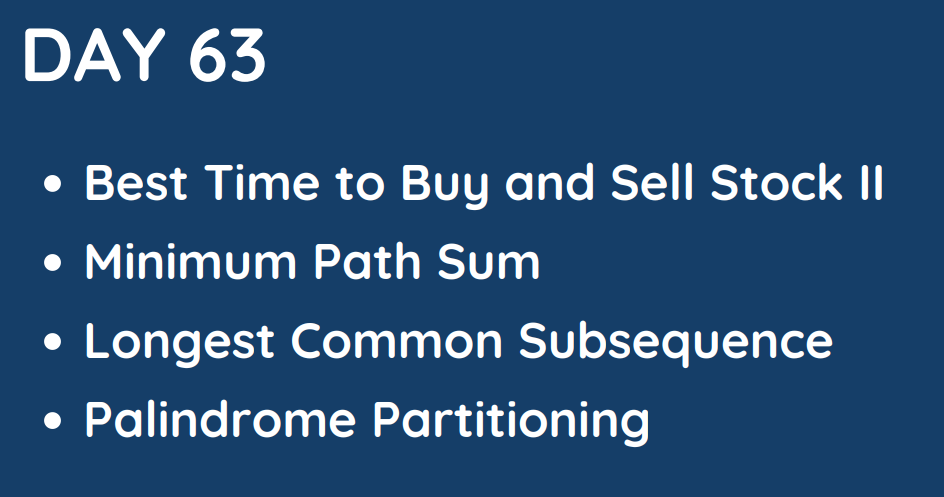 DAY 63
• Best Time to Buy and Sell Stock II
• Minimum Path Sum
• Longest Common Subsequence
• Palindrome Partitioning